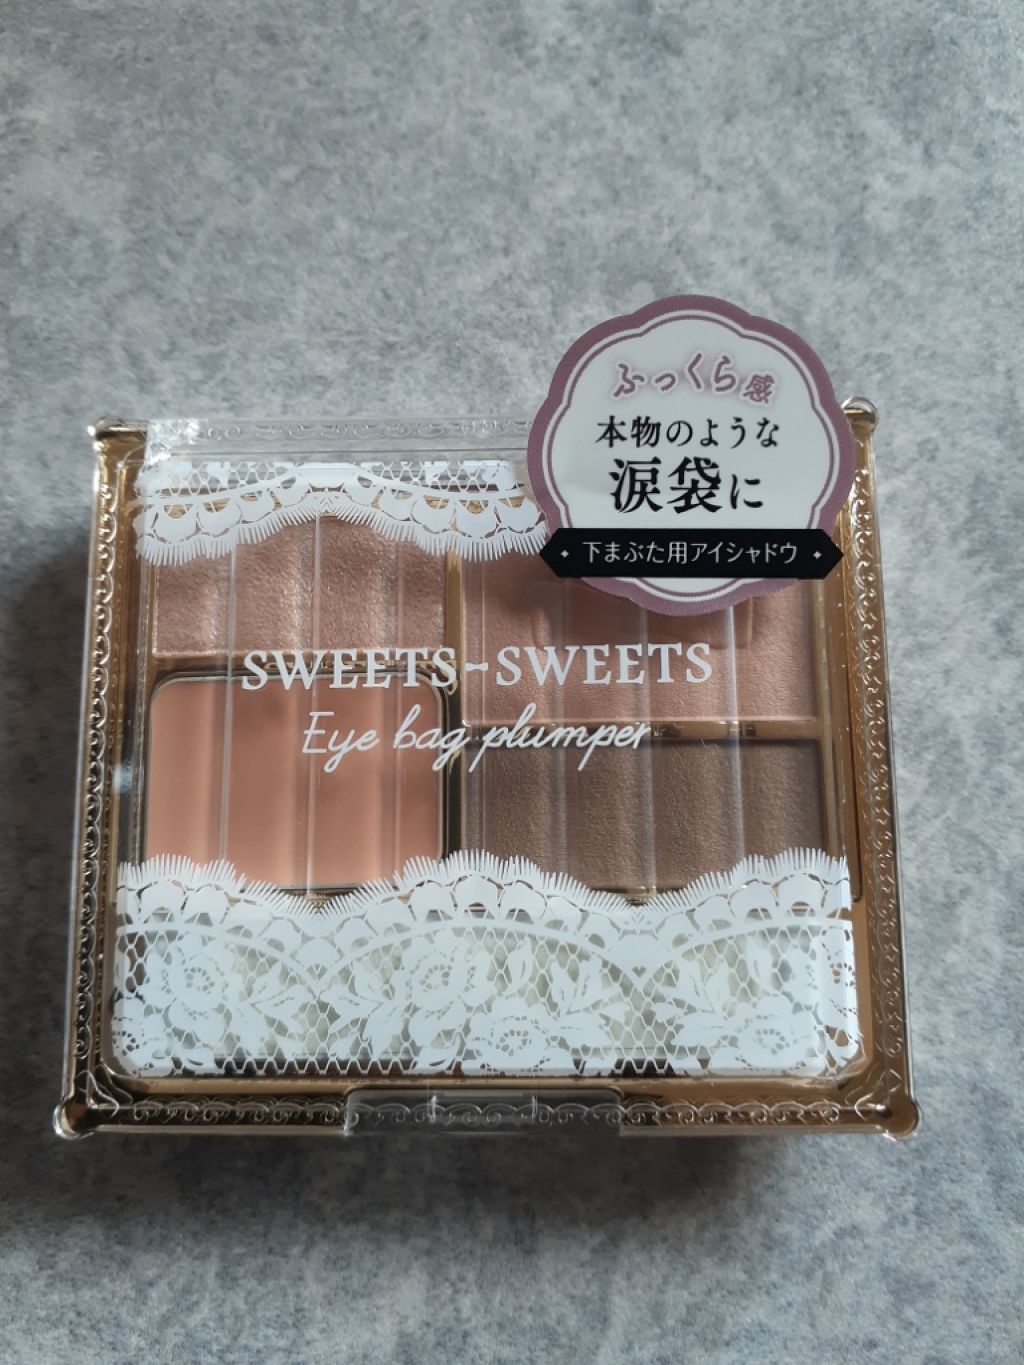 ふっくら感
本物のような
涙袋に
下まぶた用アイシャドウ
SWEETS~SWEETS
Eye bag plumper